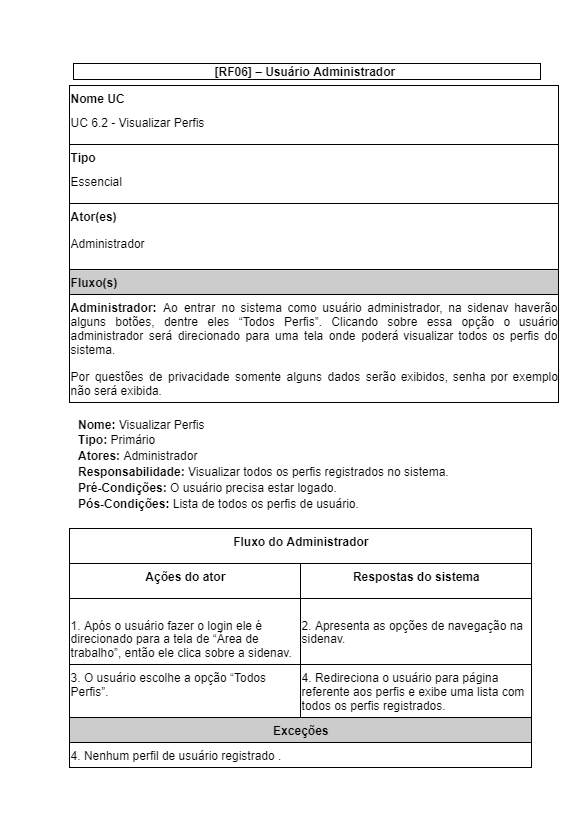 [RF06] – Usuário Administrador
Nome UC
UC 6.2 - Visualizar Perfis
Tipo
Essencial
Ator(es)
Administrador
Fluxo(s)
Administrador: Ao entrar no sistema como usuário administrador, na sidenav haverão
alguns botões, dentre eles “Todos Perfis”. Clicando sobre essa opção o usuário
administrador será direcionado para uma tela onde poderá visualizar todos os perfis do
sistema.
Por questões de privacidade somente alguns dados serão exibidos, senha por exemplo
não será exibida.
Nome: Visualizar Perfis
Tipo: Primário
Atores: Administrador
Responsabilidade: Visualizar todos os perfis registrados no sistema.
Pré-Condições: O usuário precisa estar logado.
Pós-Condições: Lista de todos os perfis de usuário.
Fluxo do Administrador
Ações do ator
Respostas do sistema
1. Após o usuário fazer o login ele é
direcionado para a tela de “Área de
trabalho”, então ele clica sobre a sidenav.
2. Apresenta as opções de navegação na
sidenav.
3. O usuário escolhe a opção “Todos
Perfis”.
4. Redireciona o usuário para página
referente aos perfis e exibe uma lista com
todos os perfis registrados.
Exceções
4. Nenhum perfil de usuário registrado .